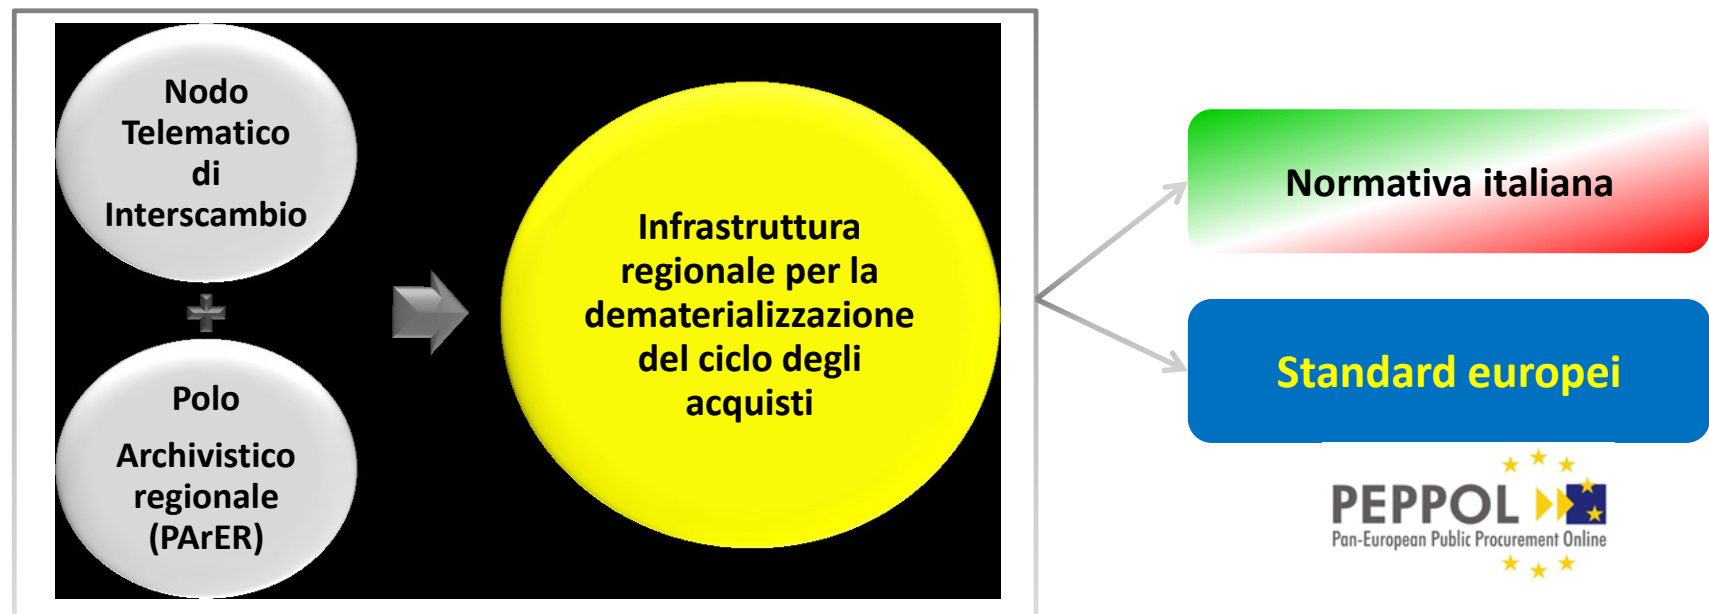 Nodo
Telematico
di
Interscambio
Polo
Archivistico
regionale
(PArER)
Infrastruttura
regionale per la
dematerializzazione
del ciclo degli
acquisti
Normativa italiana
Standard europei
PEPPOL
Pan-European Public Procurement Online